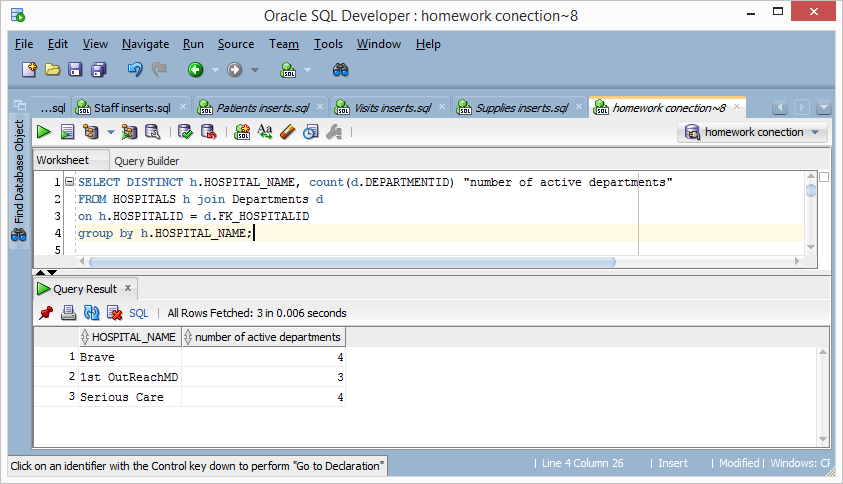 Oracle SQL Developer : homework conection~8
File Edit View Navigate Run Source Team Tools Window Help
...sql Staff inserts.sql Patients inserts.sql Visits inserts.sql Supplies inserts.sql homework conection~8
homework conection
Find Database Object
Worksheet Query Builder
1 SELECT DISTINCT h.HOSPITAL_NAME, count(d.DEPARTMENTID) "number of active departments"
2 FROM HOSPITALS h join Departments d
3 on h.HOSPITALID = d.FK_HOSPITALID
4 group by h.HOSPITAL_NAME;
5
Query Result
SQL | All Rows Fetched: 3 in 0.006 seconds
HOSPITAL_NAME number of active departments
1 Brave 4
2 1st OutReachMD 3
3 Serious Care 4
Click on an identifier with the Control key down to perform "Go to Declaration" | Line 4 Column 26 | Insert | Modified | Windows: CF